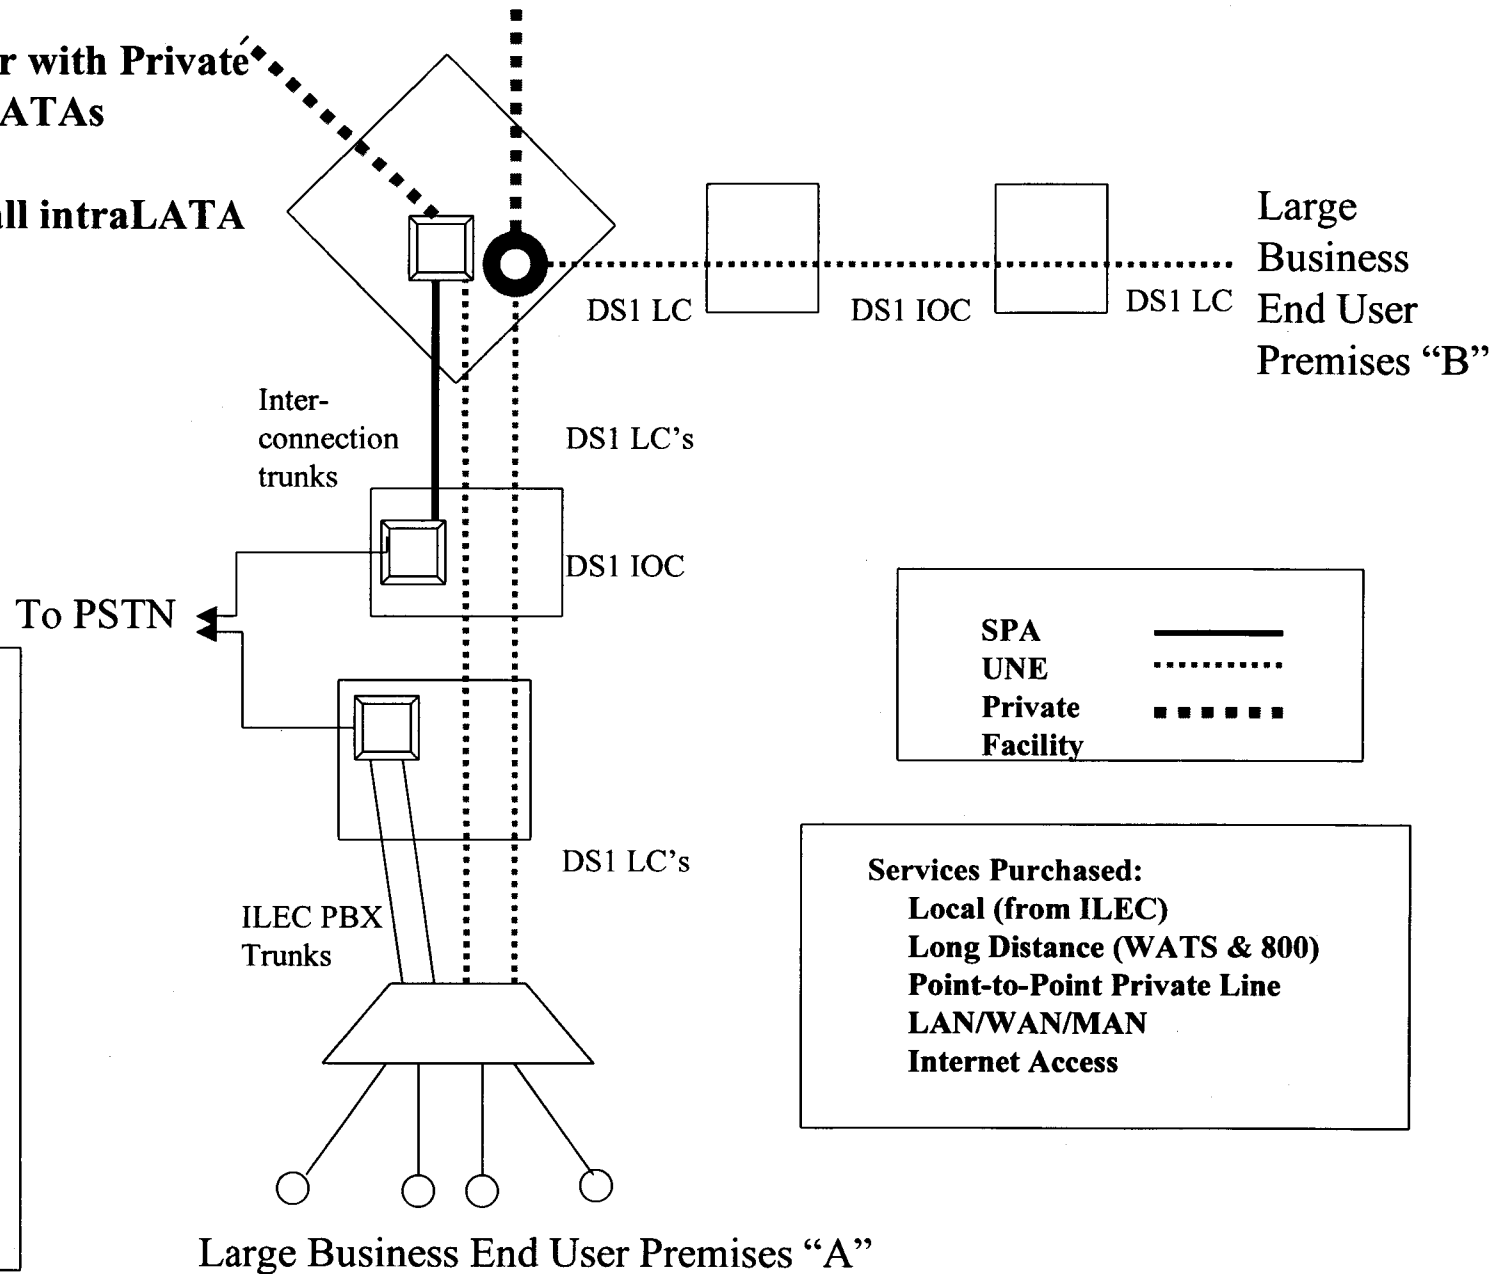 r with Private
ATAs
all intraLATA
Large
Business
End User
Premises “B”
DS1 LC
DS1 IOC
DS1 LC
Inter-
connection
trunks
DS1 LC’s
DS1 IOC
To PSTN
SPA
UNE
Private
Facility
DS1 LC’s
ILEC PBX
Trunks
Services Purchased:
Local (from ILEC)
Long Distance (WATS & 800)
Point-to-Point Private Line
LAN/WAN/MAN
Internet Access
Large Business End User Premises “A”